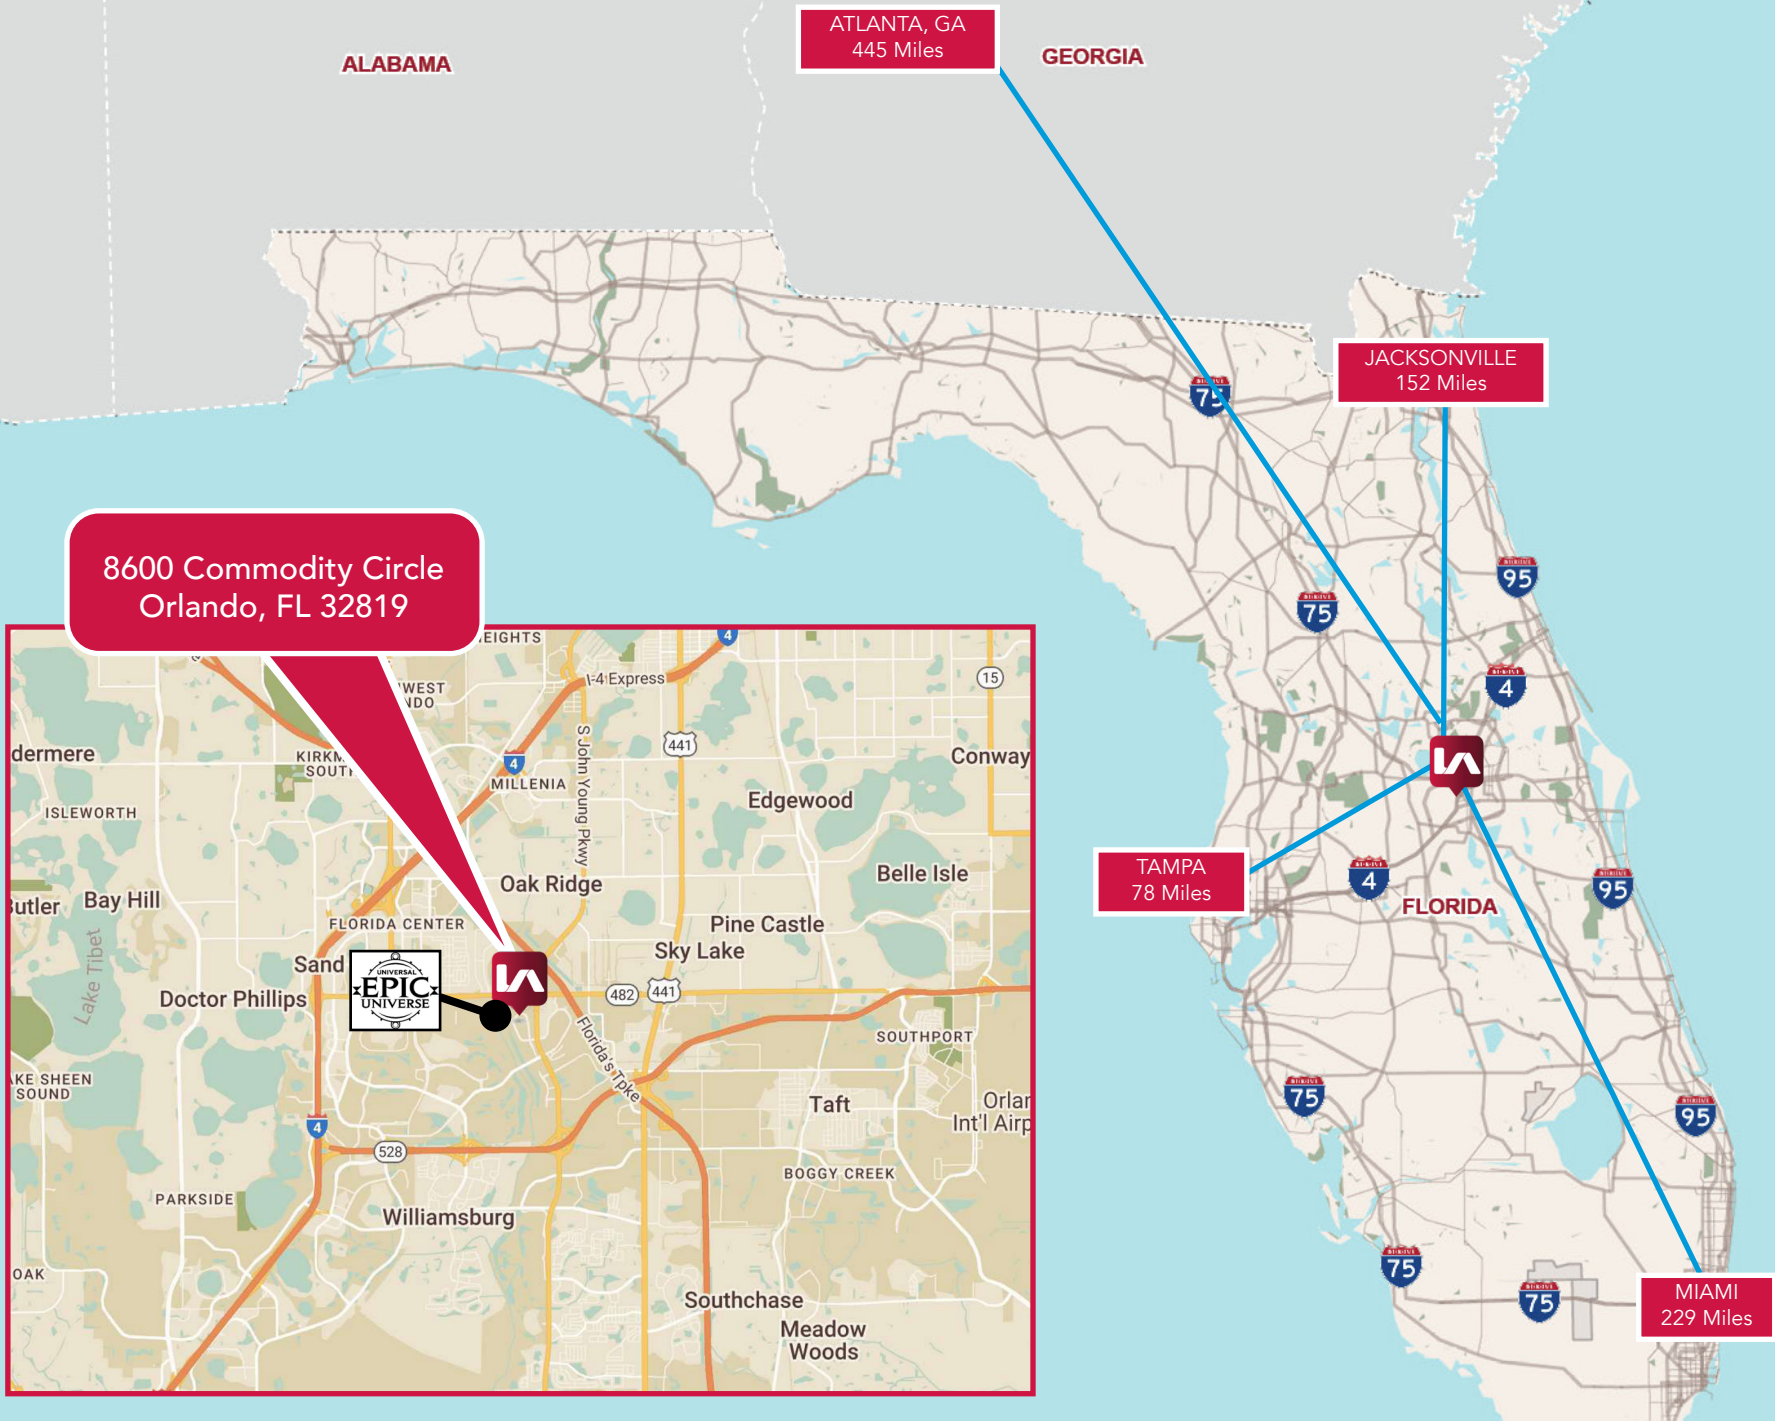 ATLANTA, GA
445 Miles
ALABAMA
GEORGIA
JACKSONVILLE
152 Miles
75
95
75
4
TAMPA
78 Miles
4
95
FLORIDA
75
95
75
75
MIAMI
229 Miles
8600 Commodity Circle
Orlando, FL 32819
EIGHTS
4
I-4 Express
15
WEST
NDO
S John Young Pkwy
441
dermere
KIRKM
SOUTH
4
MILLENIA
Conway
Edgewood
ISLEWORTH
Belle Isle
Oak Ridge
Butler
Bay Hill
FLORIDA CENTER
Pine Castle
Sky Lake
Lake Tibet
Sand
UNIVERSAL
EPIC
UNIVERSE
Doctor Phillips
482
441
Florida's Tpke
SOUTHPORT
AKE SHEEN
SOUND
Taft
Orlan
Int'l Airp
4
528
BOGGY CREEK
PARKSIDE
Williamsburg
OAK
Southchase
Meadow
Woods